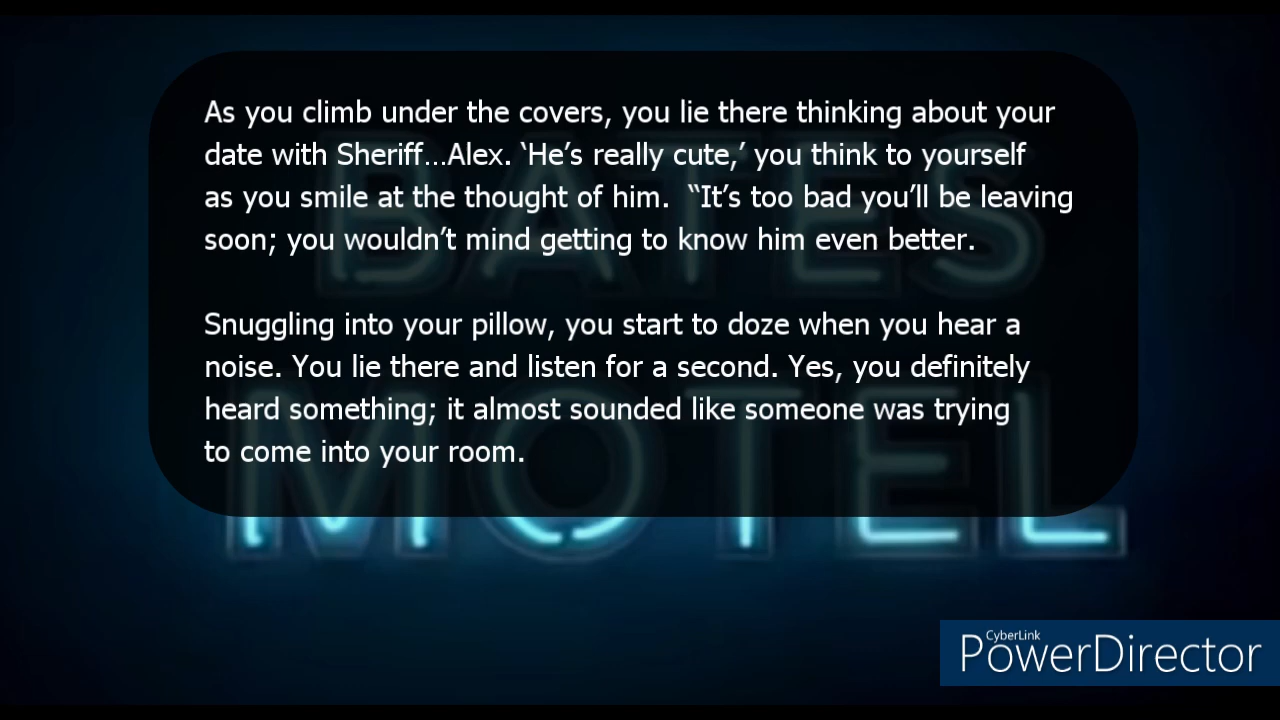 As you climb under the covers, you lie there thinking about your
date with Sheriff...Alex. ‘He’s really cute,’ you think to yourself
as you smile at the thought of him.  “It’s too bad you’ll be leaving
soon; you wouldn’t mind getting to know him even better.
Snuggling into your pillow, you start to doze when you hear a
noise. You lie there and listen for a second. Yes, you definitely
heard something; it almost sounded like someone was trying
to come into your room.
BATES
MOTEL
CyberLink
PowerDirector